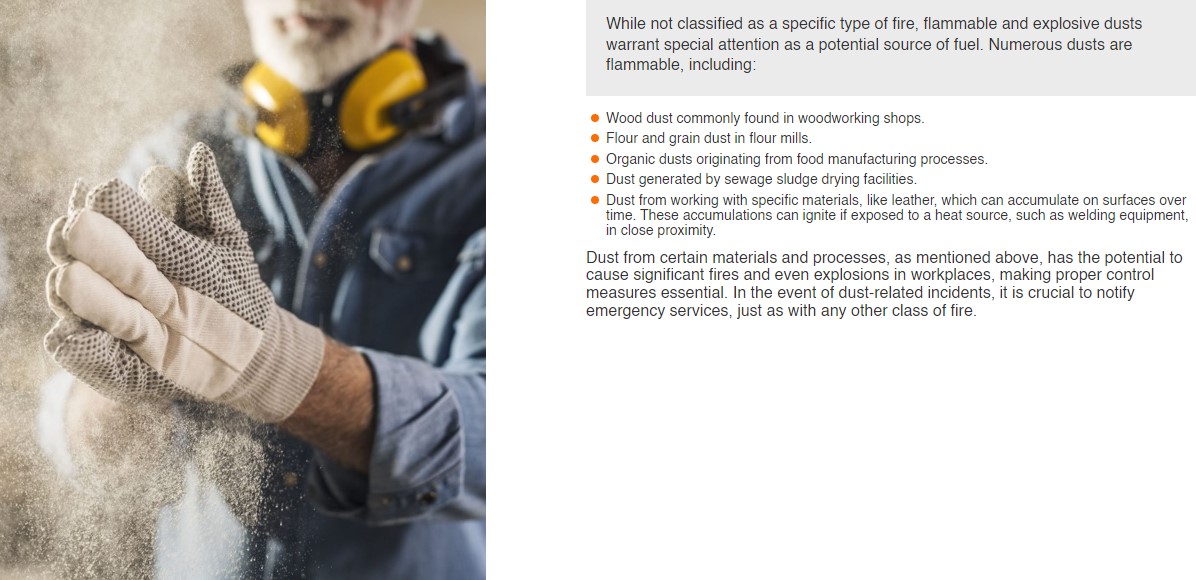 While not classified as a specific type of fire, flammable and explosive dusts
warrant special attention as a potential source of fuel. Numerous dusts are
flammable, including:
Wood dust commonly found in woodworking shops.
Flour and grain dust in flour mills.
Organic dusts originating from food manufacturing processes.
Dust generated by sewage sludge drying facilities.
Dust from working with specific materials, like leather, which can accumulate on surfaces over
time. These accumulations can ignite if exposed to a heat source, such as welding equipment,
in close proximity.
Dust from certain materials and processes, as mentioned above, has the potential to
cause significant fires and even explosions in workplaces, making proper control
measures essential. In the event of dust-related incidents, it is crucial to notify
emergency services, just as with any other class of fire.